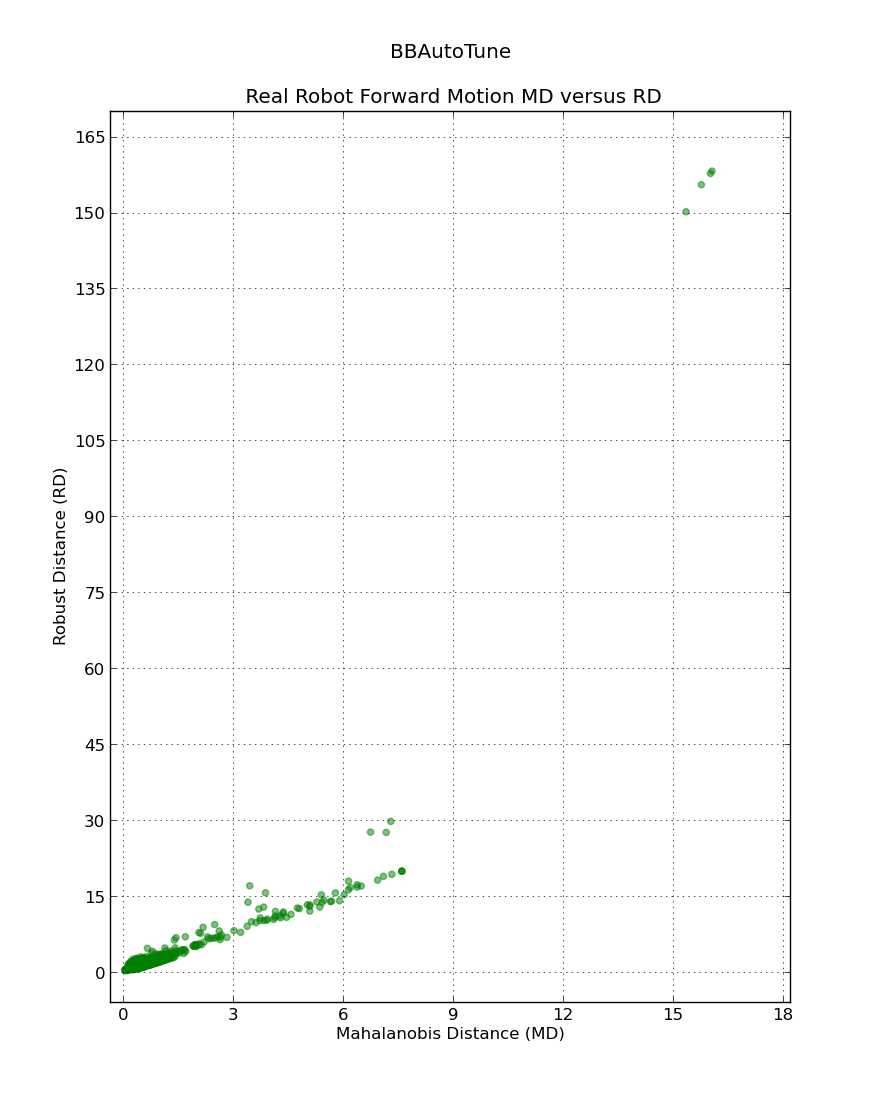 BBAutoTune
Real Robot Forward Motion MD versus RD
165
150
135
120
105
90
75
60
45
30
15
0
Robust Distance (RD)
0 3 6 9 12 15 18
Mahalanobis Distance (MD)